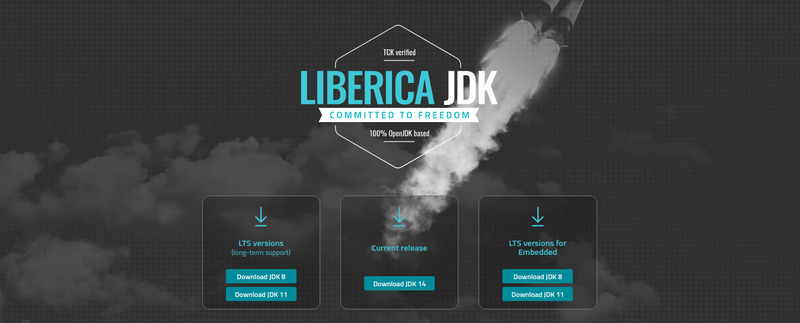 TCK verified
LIBERICA JDK
COMMITTED TO FREEDOM
100% OpenJDK based
LTS versions
(long-term support)
Download JDK 8
Download JDK 11
Current release
Download JDK 14
LTS versions for
Embedded
Download JDK 8
Download JDK 11